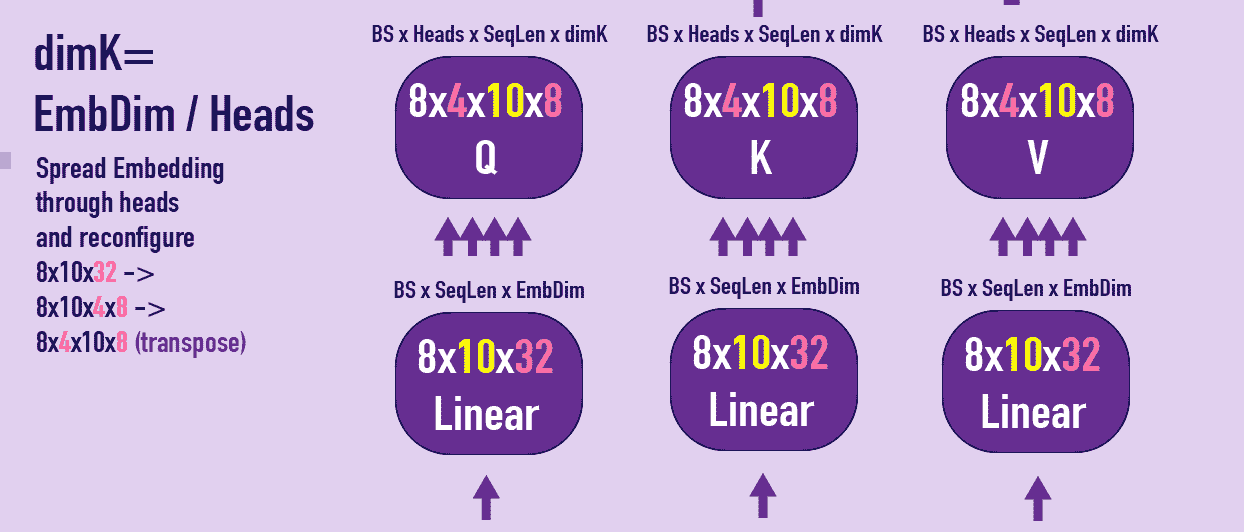 dimK=
EmbDim / Heads
Spread Embedding
through heads
and reconfigure
8x10x32 ->
8x10x4x8 ->
8x4x10x8 (transpose)
BS x Heads x SeqLen x dimK
8x4x10x8
Q
BS x SeqLen x EmbDim
8x10x32
Linear
BS x Heads x SeqLen x dimK
8x4x10x8
K
BS x SeqLen x EmbDim
8x10x32
Linear
BS x Heads x SeqLen x dimK
8x4x10x8
V
BS x SeqLen x EmbDim
8x10x32
Linear